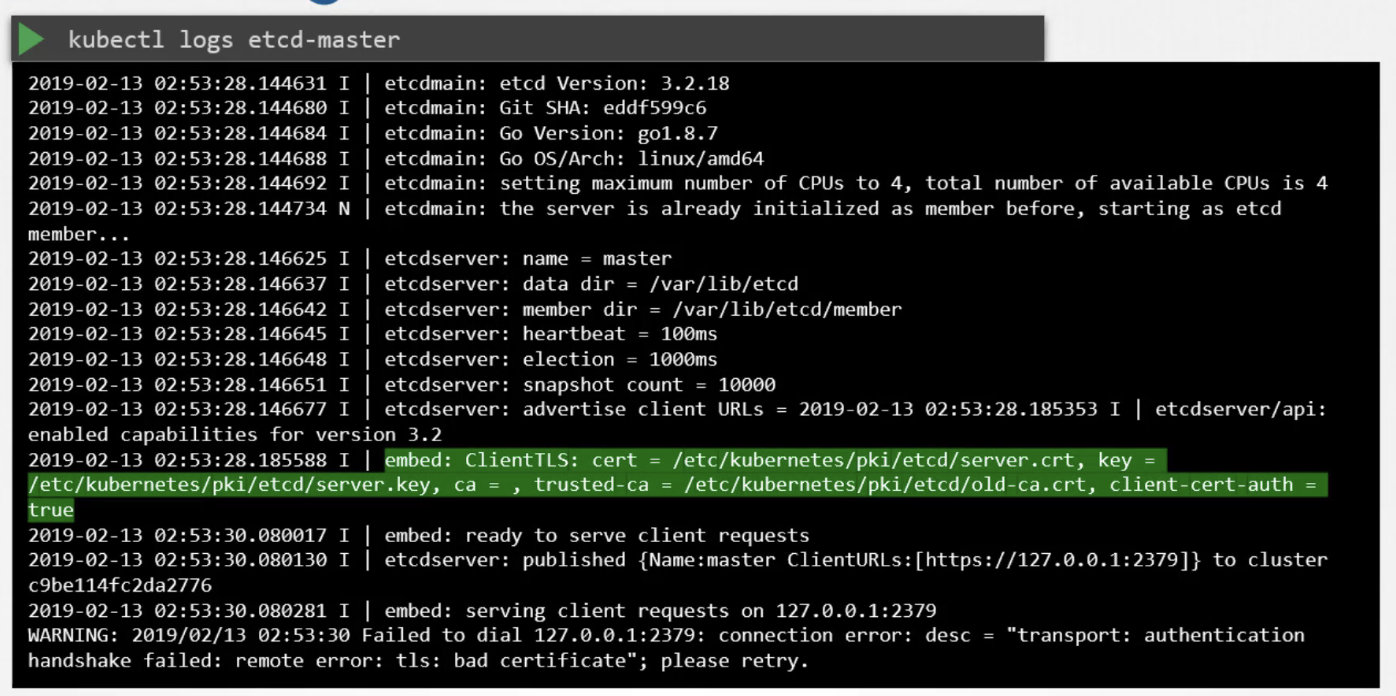 kubectl logs etcd-master
2019-02-13 02:53:28.144631 I | etcdmain: etcd Version: 3.2.18
2019-02-13 02:53:28.144680 I | etcdmain: Git SHA: eddf599c6
2019-02-13 02:53:28.144684 I | etcdmain: Go Version: go1.8.7
2019-02-13 02:53:28.144688 I | etcdmain: Go OS/Arch: linux/amd64
2019-02-13 02:53:28.144692 I | etcdmain: setting maximum number of CPUs to 4, total number of available CPUs is 4
2019-02-13 02:53:28.144734 N | etcdmain: the server is already initialized as member before, starting as etcd
member...
2019-02-13 02:53:28.146625 I | etcdserver: name = master
2019-02-13 02:53:28.146637 I | etcdserver: data dir = /var/lib/etcd
2019-02-13 02:53:28.146642 I | etcdserver: member dir = /var/lib/etcd/member
2019-02-13 02:53:28.146645 I | etcdserver: heartbeat = 100ms
2019-02-13 02:53:28.146648 I | etcdserver: election = 1000ms
2019-02-13 02:53:28.146651 I | etcdserver: snapshot count = 10000
2019-02-13 02:53:28.146677 I | etcdserver: advertise client URLs = 2019-02-13 02:53:28.185353 I | etcdserver/api:
enabled capabilities for version 3.2
2019-02-13 02:53:28.185588 I | embed: ClientTLS: cert = /etc/kubernetes/pki/etcd/server.crt, key =
/etc/kubernetes/pki/etcd/server.key, ca = , trusted-ca = /etc/kubernetes/pki/etcd/old-ca.crt, client-cert-auth =
true
2019-02-13 02:53:30.080017 I | embed: ready to serve client requests
2019-02-13 02:53:30.080130 I | etcdserver: published {Name:master ClientURLs:[https://127.0.0.1:2379]} to cluster
c9be114fc2da2776
2019-02-13 02:53:30.080281 I | embed: serving client requests on 127.0.0.1:2379
WARNING: 2019/02/13 02:53:30 Failed to dial 127.0.0.1:2379: connection error: desc = "transport: authentication
handshake failed: remote error: tls: bad certificate"; please retry.